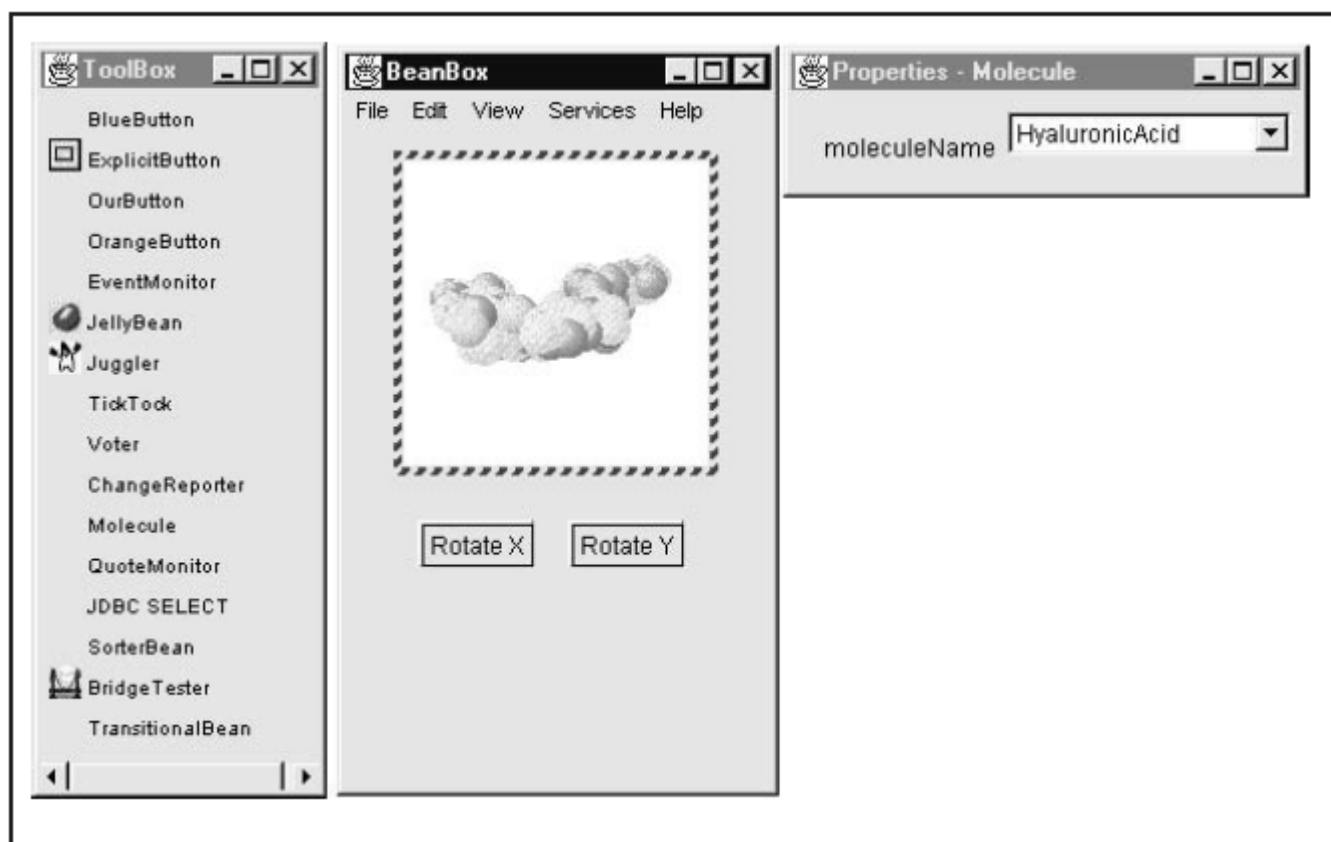 ToolBox
BlueButton
ExplicitButton
OurButton
OrangeButton
EventMonitor
JellyBean
Juggler
TickTock
Voter
ChangeReporter
Molecule
QuoteMonitor
JDBC SELECT
SorterBean
BridgeTester
TransitionalBean
BeanBox
File Edit View Services Help
Rotate X Rotate Y
Properties - Molecule
moleculeName HyaluronicAcid